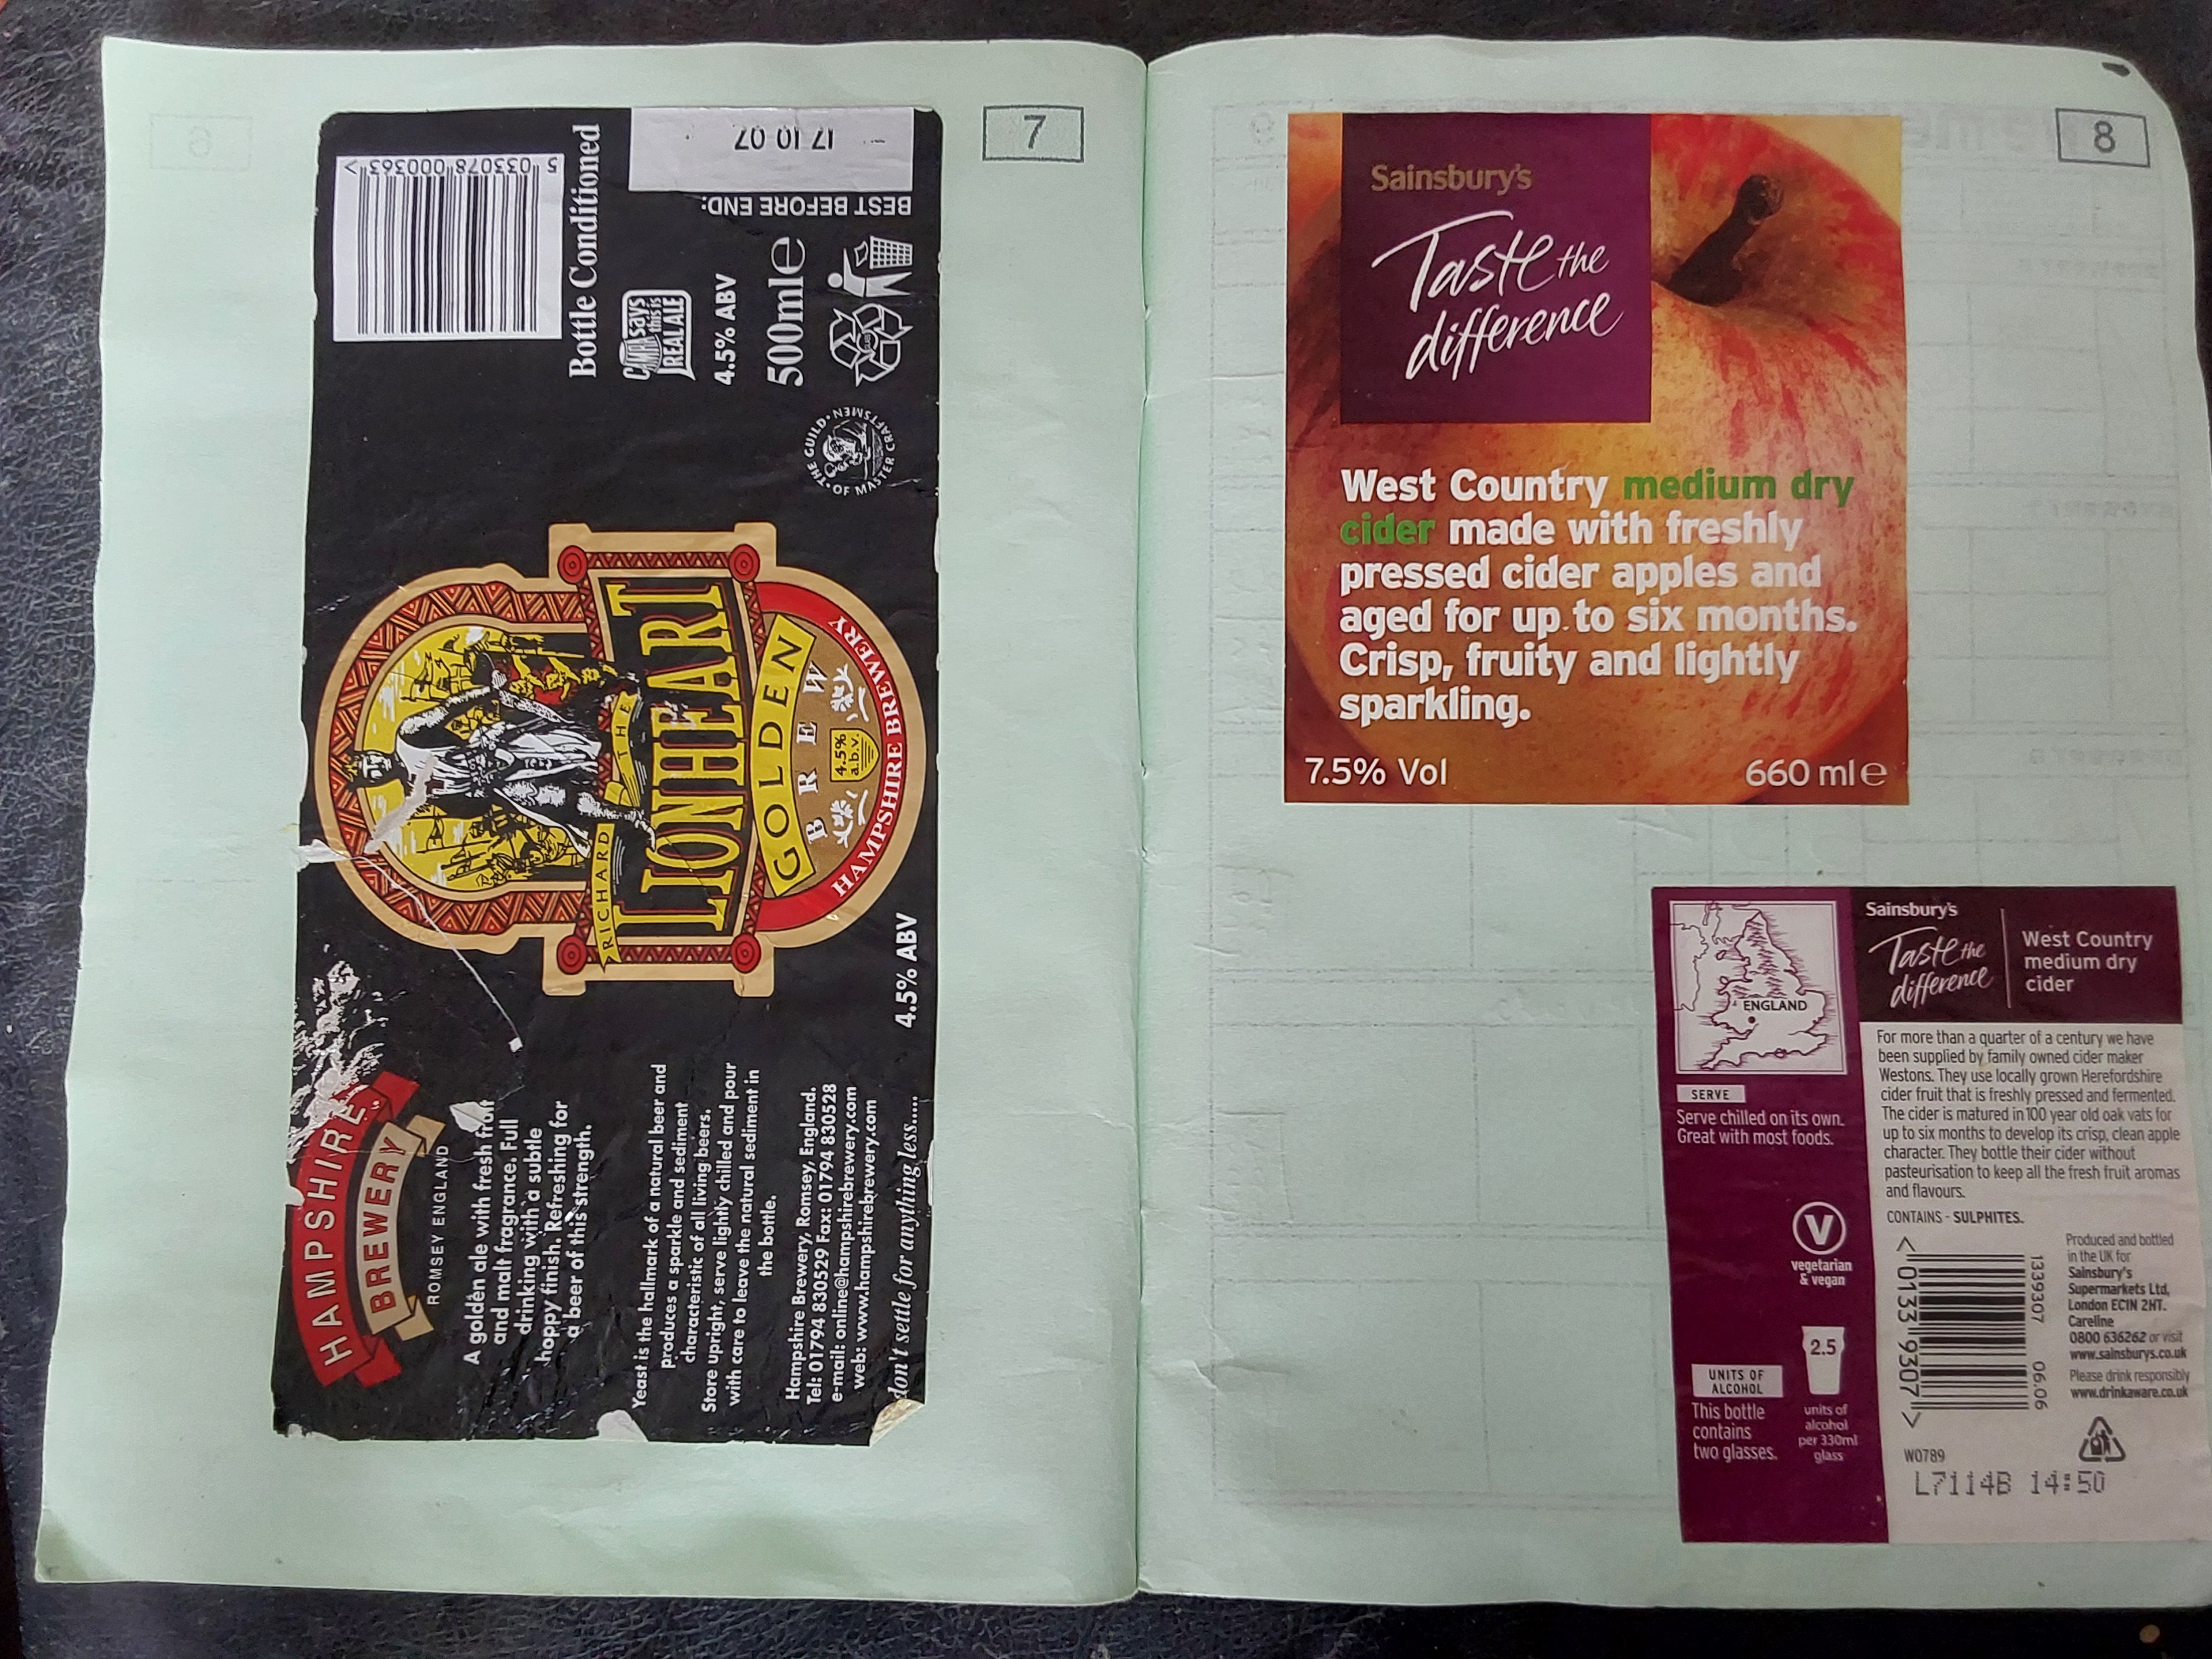 7
HAMPSHIRE
BREWERY
ROMSEY ENGLAND
A golden ale with fresh fruit
and malt fragrance. Full
drinking with a subtle
hoppy finish. Refreshing for
a beer of this strength.
Yeast is the hallmark of a natural beer and
produces a sparkle and sediment
characteristic of all living beers.
Store upright, serve lightly chilled and pour
with care to leave the natural sediment in
the bottle.
Hampshire Brewery, Romsey, England.
Tel: 01794 830529 Fax: 01794 830528
e-mail: online@hampshirebrewery.com
web: www.hampshirebrewery.com
don't settle for anything less.....
4.5% ABV
RICHARD THE
LIONHEART
GOLDEN
BREW
4.5%
a.b.v.
HAMPSHIRE BREWERY
THE GUILD OF MASTER CRAFTSMEN
5 033078 000363 >
Bottle Conditioned
CAMRA says
this is
REAL ALE
4.5% ABV
500ml e
BEST BEFORE END:
17 10 07
8
Sainsbury's
Taste the
difference
West Country medium dry
cider made with freshly
pressed cider apples and
aged for up to six months.
Crisp, fruity and lightly
sparkling.
7.5% Vol
660 ml e
ENGLAND
SERVE
Serve chilled on its own.
Great with most foods.
V
vegetarian
& vegan
UNITS OF
ALCOHOL
This bottle
contains
two glasses.
2.5
units of
alcohol
per 330ml
glass
Sainsbury's
Taste the
difference
West Country
medium dry
cider
For more than a quarter of a century we have
been supplied by family owned cider maker
Westons. They use locally grown Herefordshire
cider fruit that is freshly pressed and fermented.
The cider is matured in 100 year old oak vats for
up to six months to develop its crisp, clean apple
character. They bottle their cider without
pasteurisation to keep all the fresh fruit aromas
and flavours.
CONTAINS - SULPHITES.
< 0133 9307 >
1339307
06.06
Produced and bottled
in the UK for
Sainsbury's
Supermarkets Ltd,
London EC1N 2HT.
Careline
0800 636262 or visit
www.sainsburys.co.uk
Please drink responsibly
www.drinkaware.co.uk
W0789
L7114B 14:50